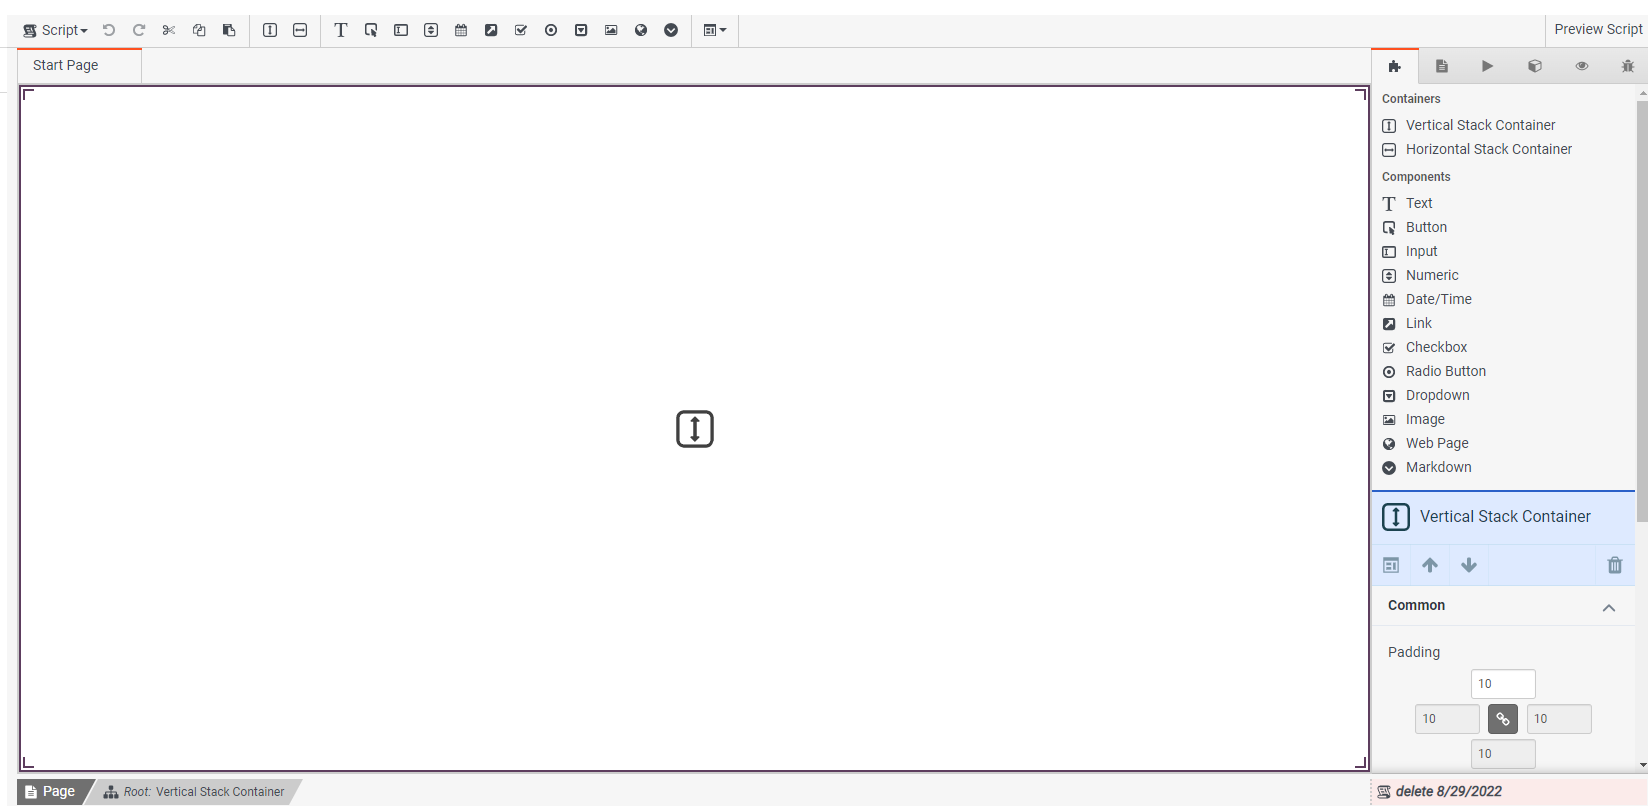 Script
Preview Script
Start Page
Containers
Vertical Stack Container
Horizontal Stack Container
Components
Text
Button
Input
Numeric
Date/Time
Link
Checkbox
Radio Button
Dropdown
Image
Web Page
Markdown
Vertical Stack Container
Common
Padding
10
10 10
10
Page Root: Vertical Stack Container
delete 8/29/2022